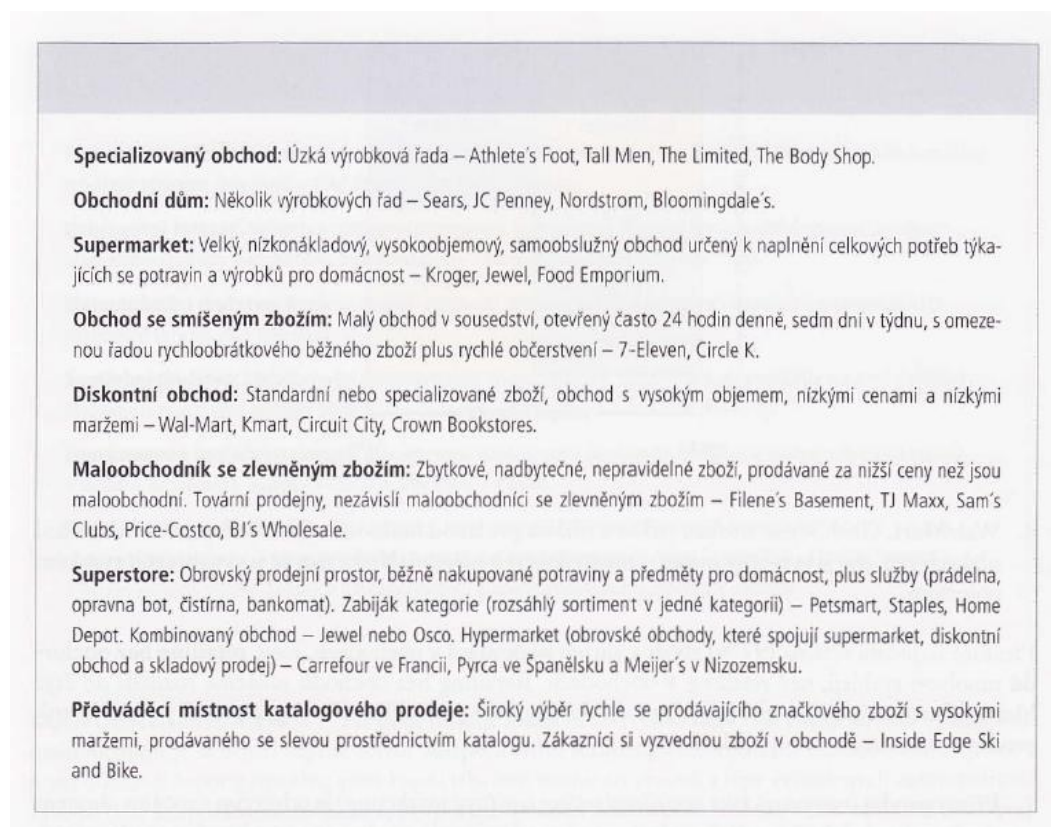 Specializovaný obchod: Úzká výrobková řada – Athlete´s Foot, Tall Men, The Limited, The Body Shop.
Obchodní dům: Několik výrobkových řad – Sears, JC Penney, Nordstrom, Bloomingdale´s.
Supermarket: Velký, nízkonákladový, vysokoobjemový, samoobslužný obchod určený k naplnění celkových potřeb týka-
jících se potravin a výrobků pro domácnost – Kroger, Jewel, Food Emporium.
Obchod se smíšeným zbožím: Malý obchod v sousedství, otevřený často 24 hodin denně, sedm dní v týdnu, s omeze-
nou řadou rychloobrátkového běžného zboží plus rychlé občerstvení – 7-Eleven, Circle K.
Diskontní obchod: Standardní nebo specializované zboží, obchod s vysokým objemem, nízkými cenami a nízkými
maržemi – Wal-Mart, Kmart, Circuit City, Crown Bookstores.
Maloobchodník se zlevněným zbožím: Zbytkové, nadbytečné, nepravidelné zboží, prodávané za nižší ceny než jsou
maloobchodní. Tovární prodejny, nezávislí maloobchodníci se zlevněným zbožím – Filene´s Basement, TJ Maxx, Sam´s
Clubs, Price-Costco, BJ´s Wholesale.
Superstore: Obrovský prodejní prostor, běžně nakupované potraviny a předměty pro domácnost, plus služby (prádelna,
opravna bot, čistírna, bankomat). Zabiják kategorie (rozsáhlý sortiment v jedné kategorii) – Petsmart, Staples, Home
Depot. Kombinovaný obchod – Jewel nebo Osco. Hypermarket (obrovské obchody, které spojují supermarket, diskontní
obchod a skladový prodej) – Carrefour ve Francii, Pyrca ve Španělsku a Meijer´s v Nizozemsku.
Předváděcí místnost katalogového prodeje: Široký výběr rychle se prodávajícího značkového zboží s vysokými
maržemi, prodávaného se slevou prostřednictvím katalogu. Zákazníci si vyzvednou zboží v obchodě – Inside Edge Ski
and Bike.